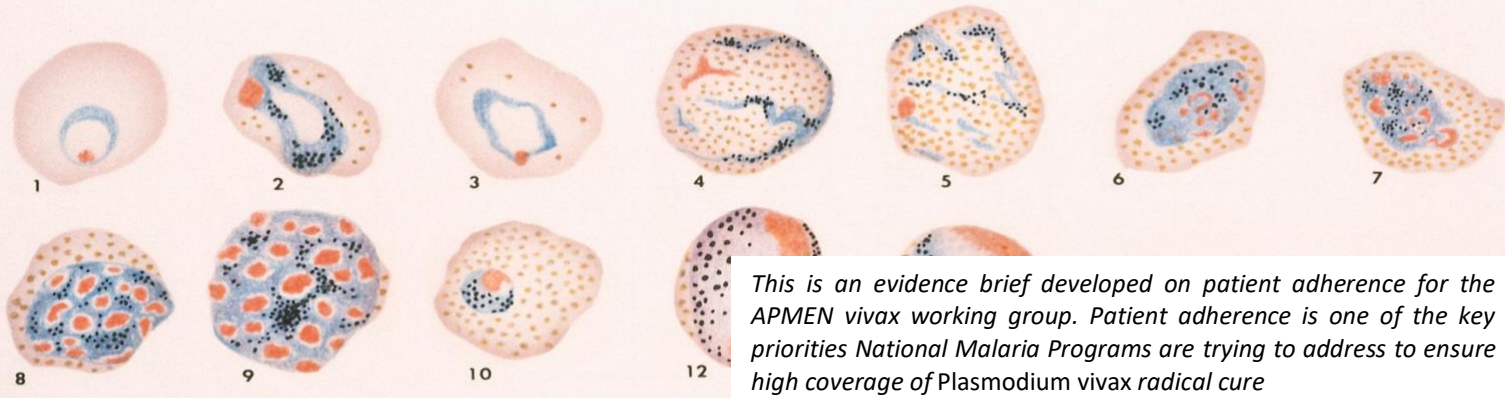 1 2 3 4 5 6 7
8 9 10 12
This is an evidence brief developed on patient adherence for the
APMEN vivax working group. Patient adherence is one of the key
priorities National Malaria Programs are trying to address to ensure
high coverage of Plasmodium vivax radical cure